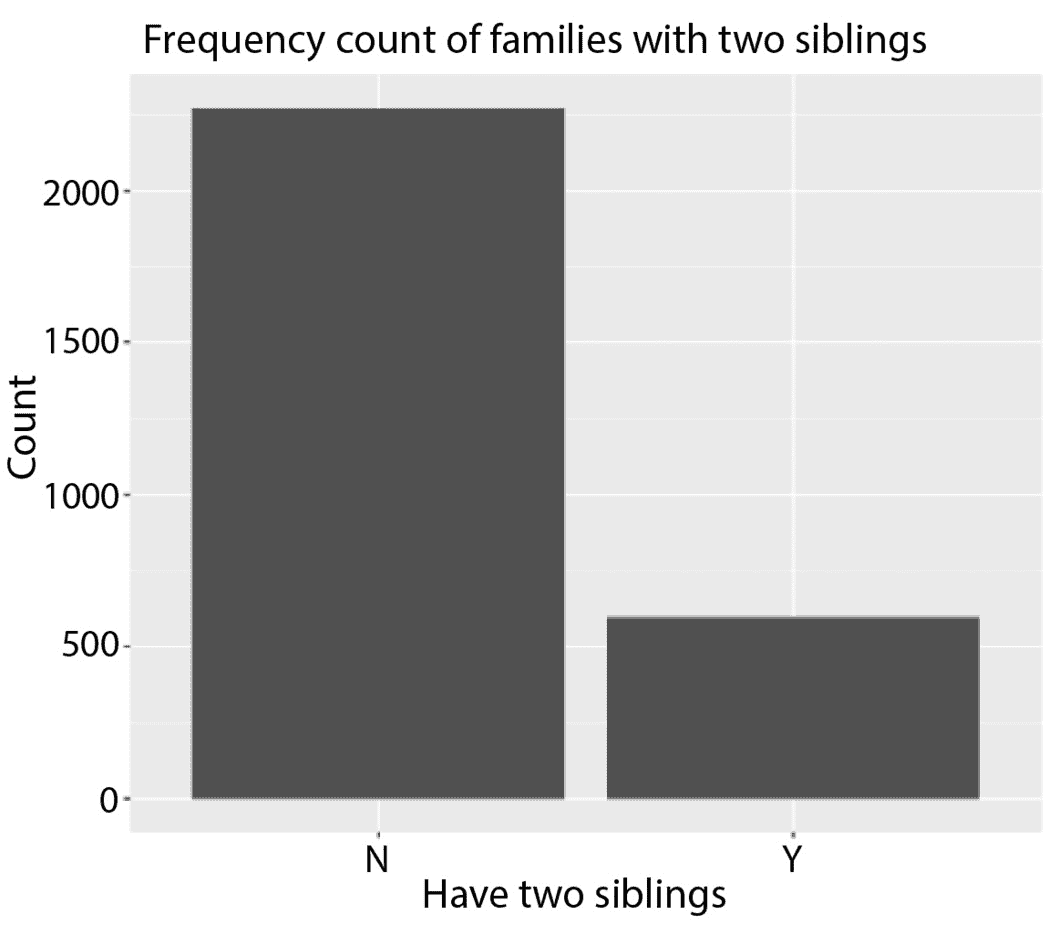 Frequency count of families with two siblings
Count
2000
1500
1000
500
0
N
Y
Have two siblings